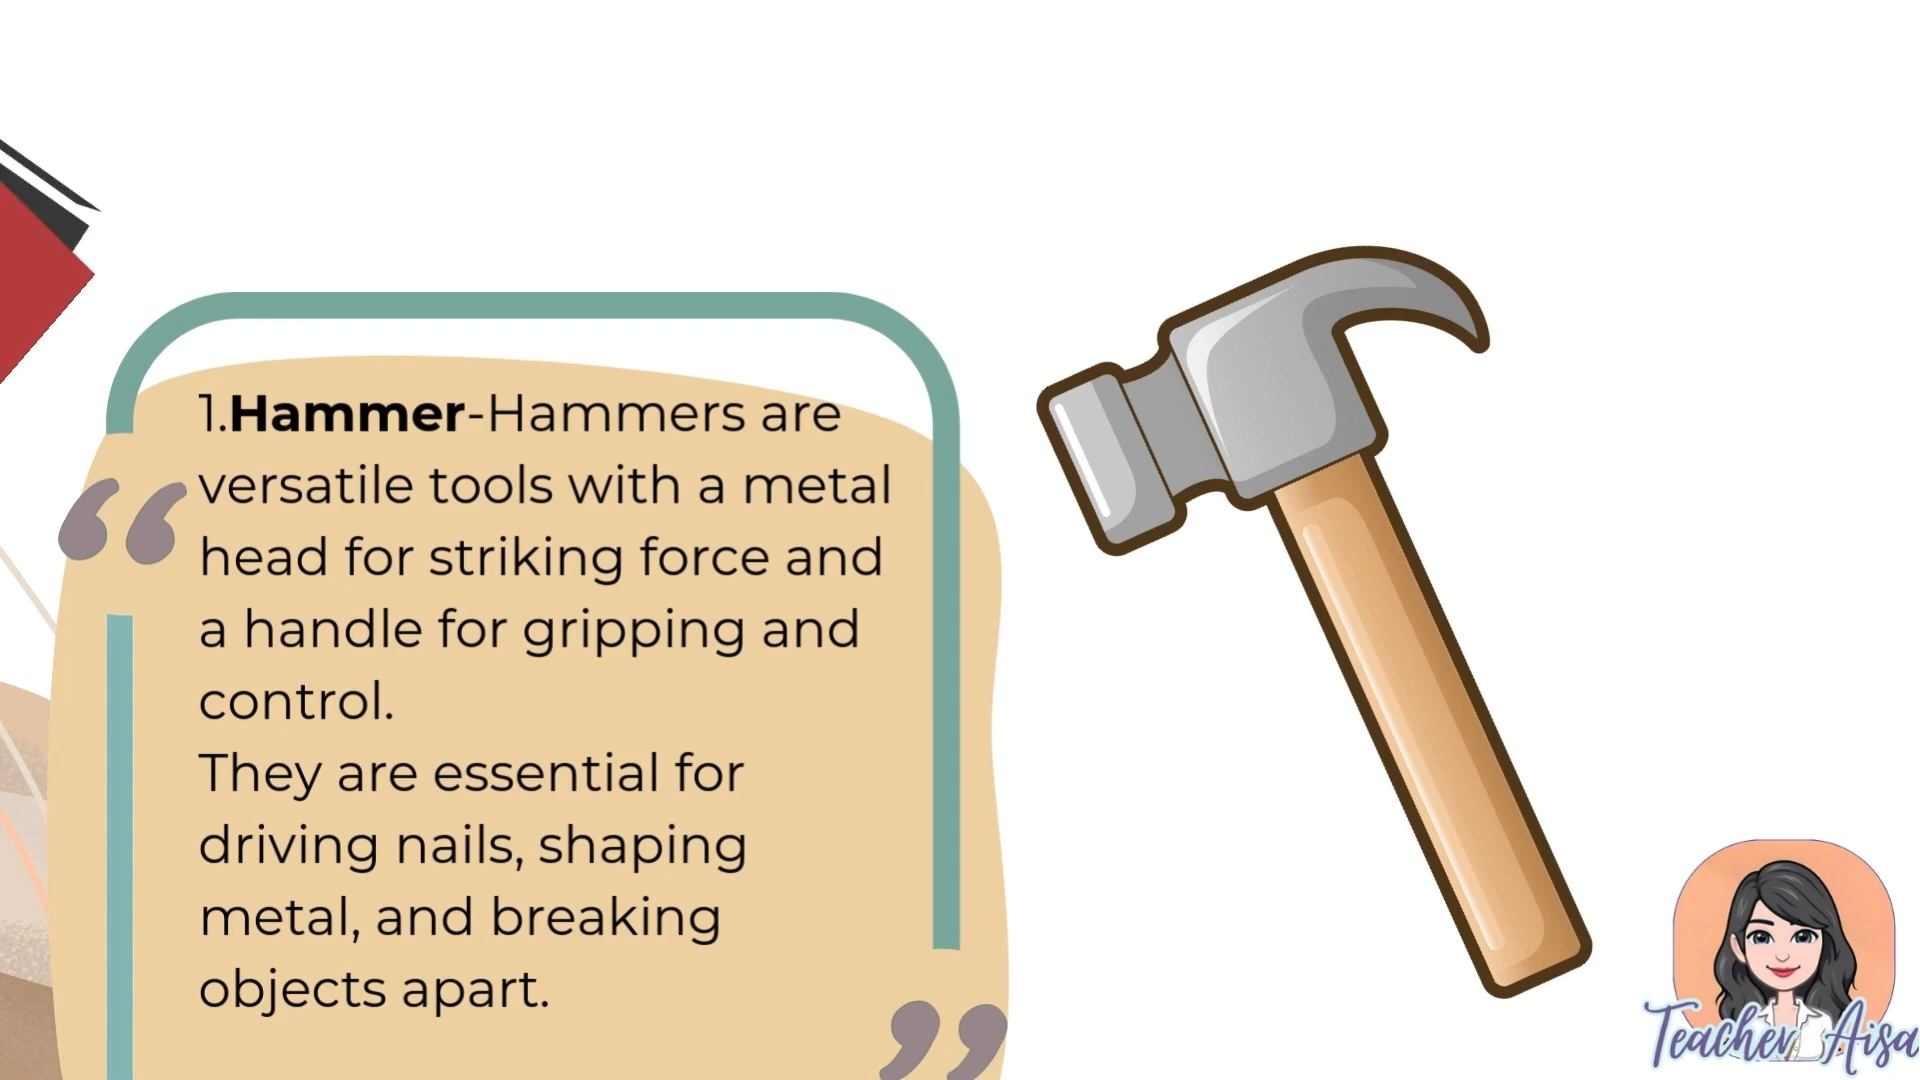 1.Hammer-Hammers are
versatile tools with a metal
head for striking force and
a handle for gripping and
control.
They are essential for
driving nails, shaping
metal, and breaking
objects apart.
Teacher Aisa